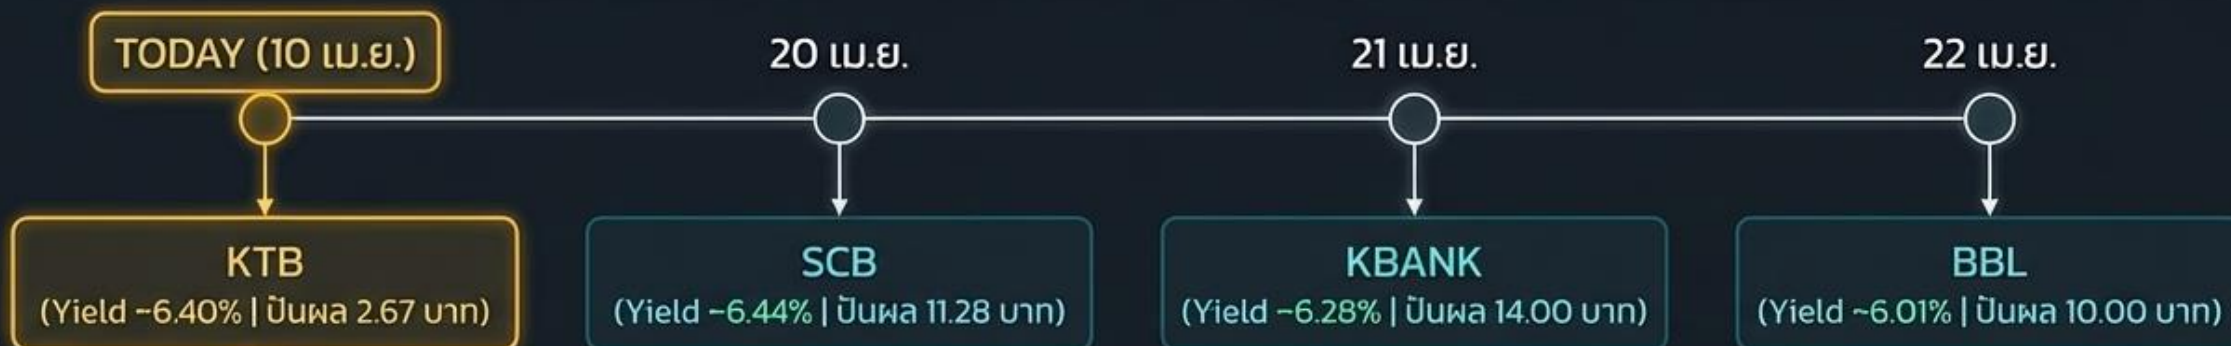 TODAY (10 เม.ย.)
20 เม.ย.
21 เม.ย.
22 เม.ย.
KTB
(Yield ~6.40% | ปันผล 2.67 บาท)
SCB
(Yield ~6.44% | ปันผล 11.28 บาท)
KBANK
(Yield ~6.28% | ปันผล 14.00 บาท)
BBL
(Yield ~6.01% | ปันผล 10.00 บาท)